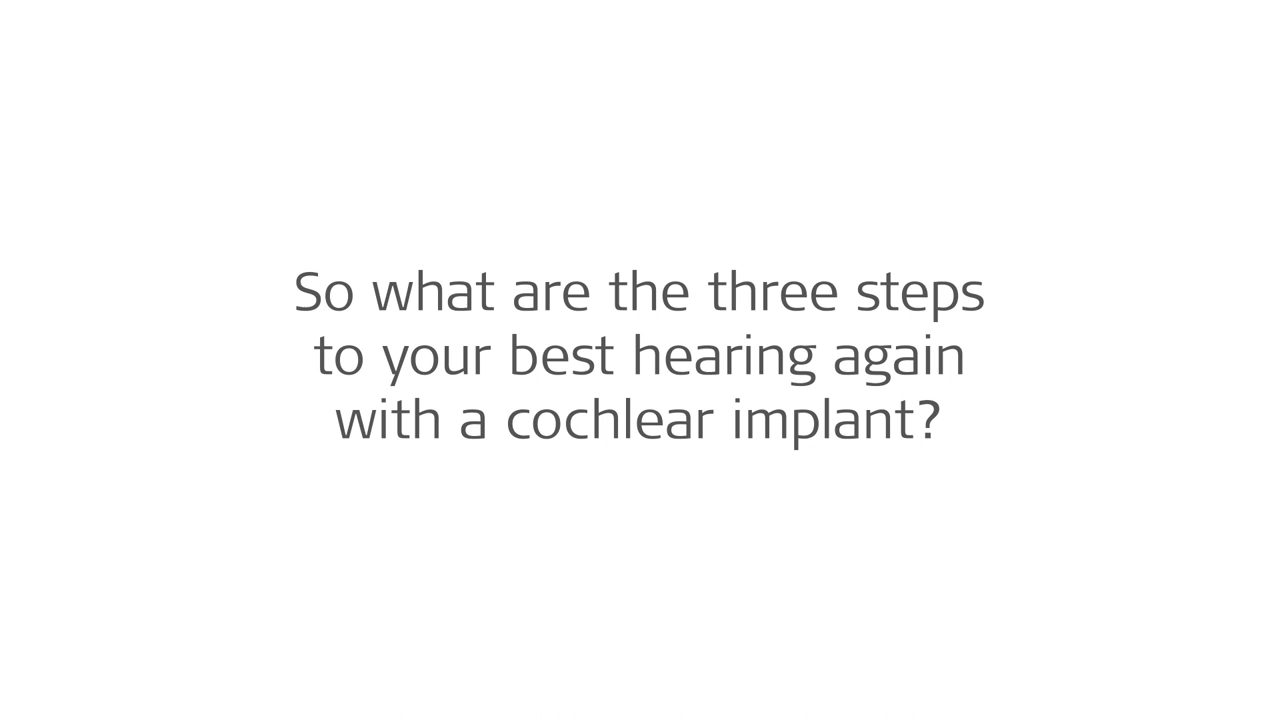 So what are the three steps
to your best hearing again
with a cochlear implant?